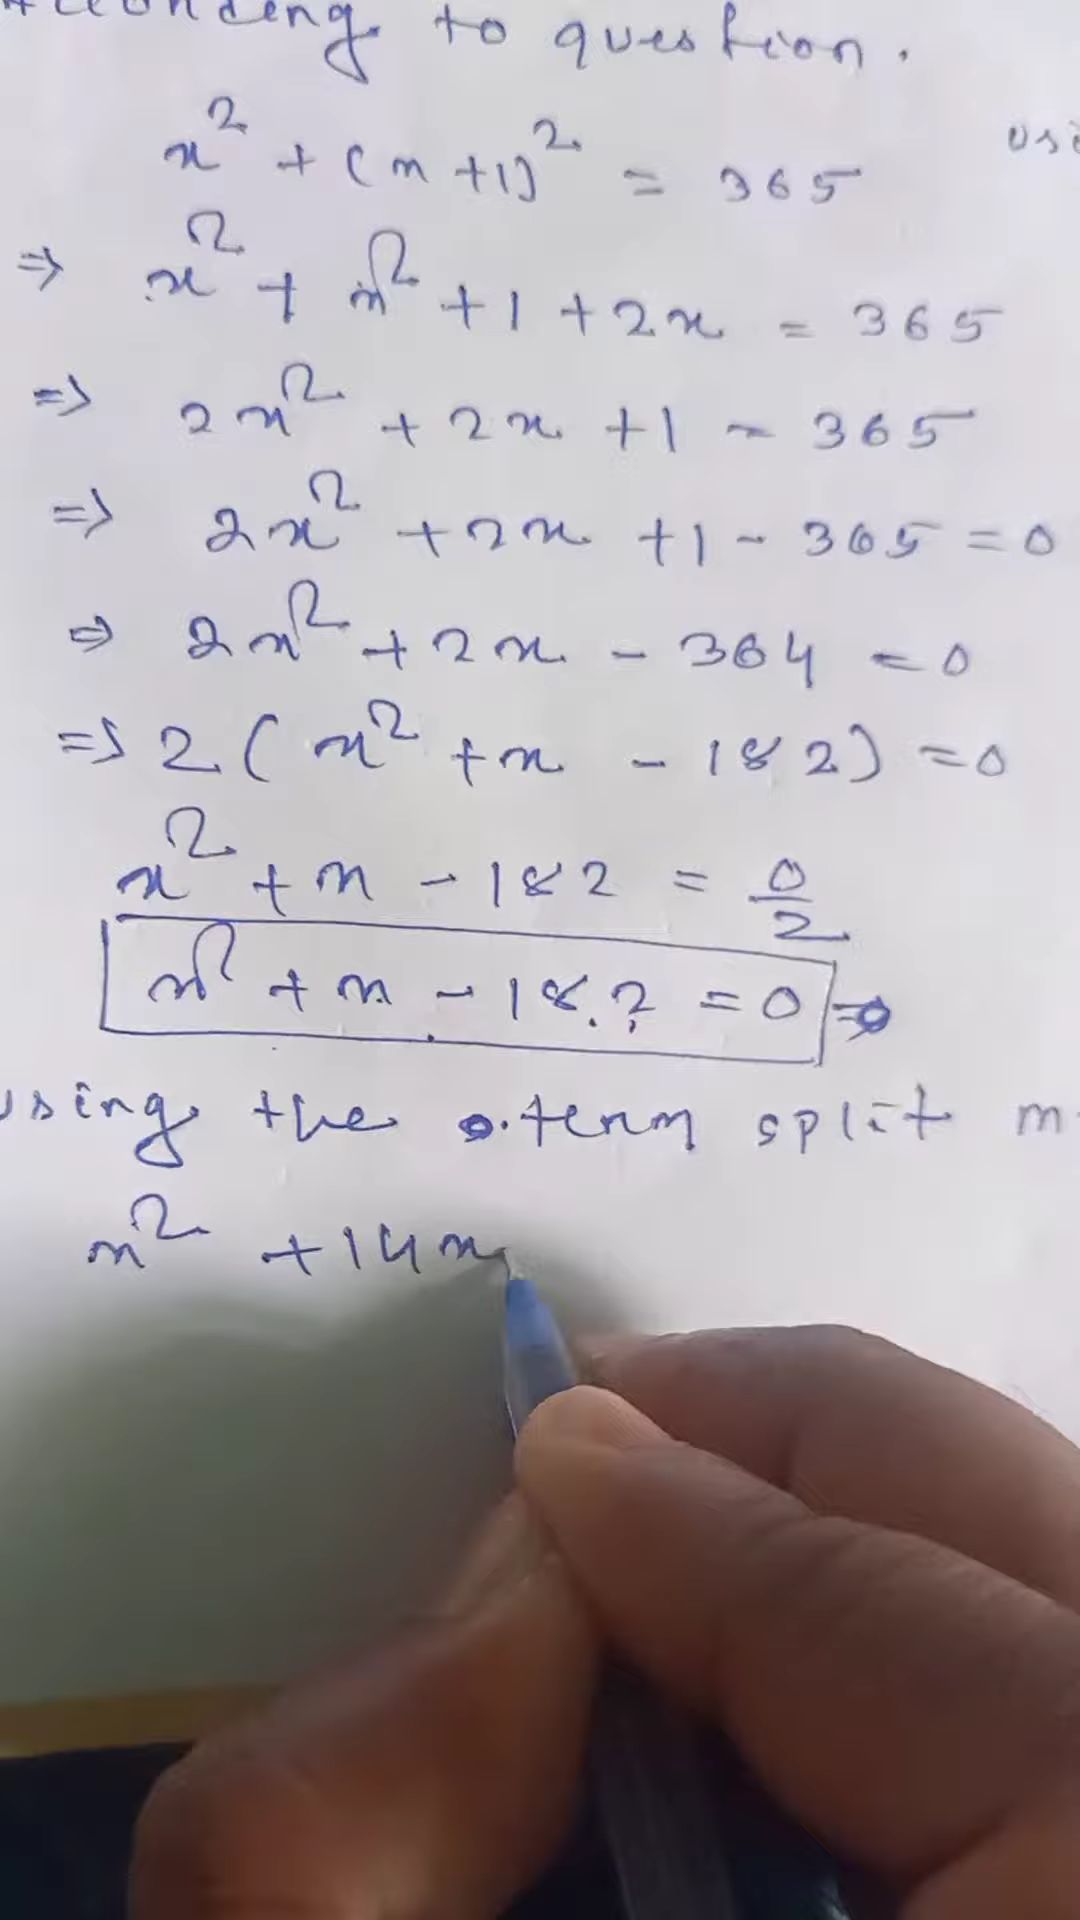 to question.
x² + (x+1)² = 365
⇒ x² + x² + 1 + 2x = 365
⇒ 2x² + 2x + 1 = 365
⇒ 2x² + 2x + 1 - 365 = 0
⇒ 2x² + 2x - 364 = 0
⇒ 2(x² + x - 182) = 0
x² + x - 182 = 0/2
x² + x - 182 = 0 ⇒
using the term split
x² + 14x